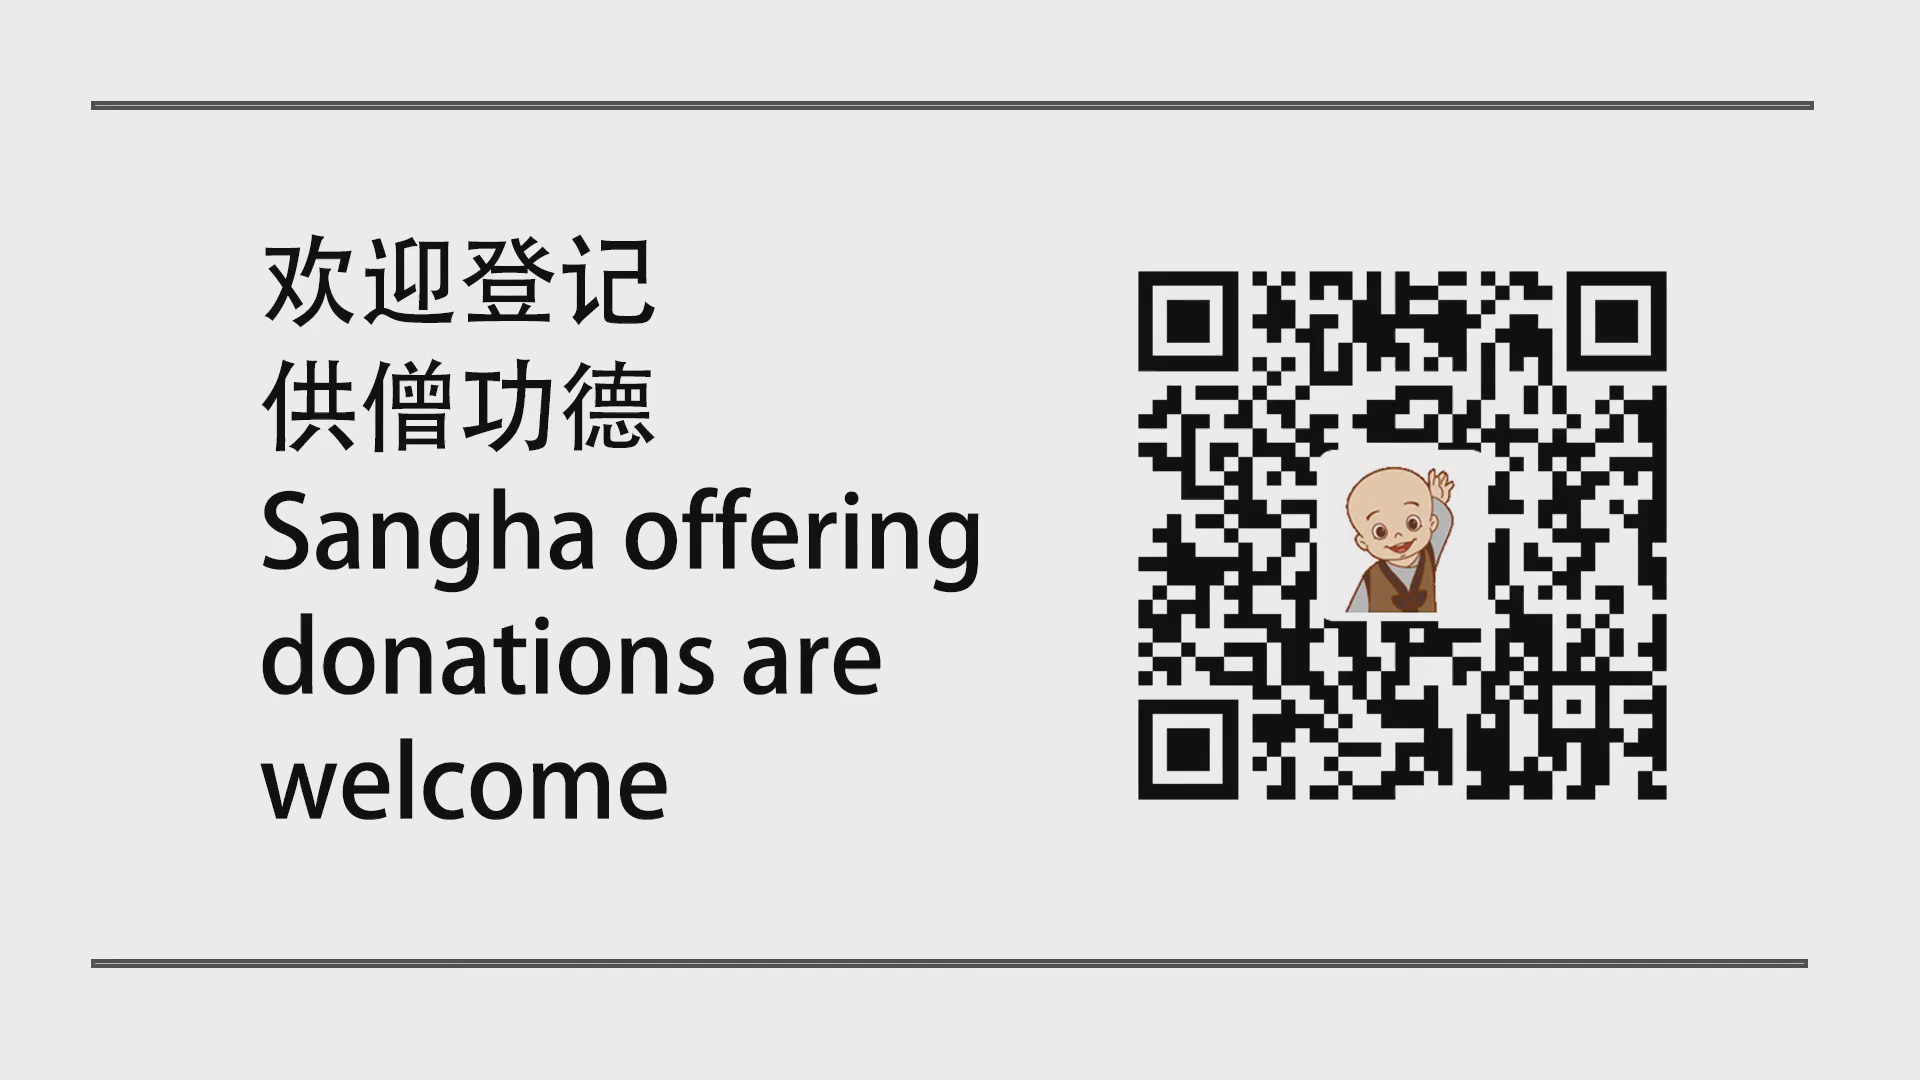 欢迎登记
供僧功德
Sangha offering
donations are
welcome